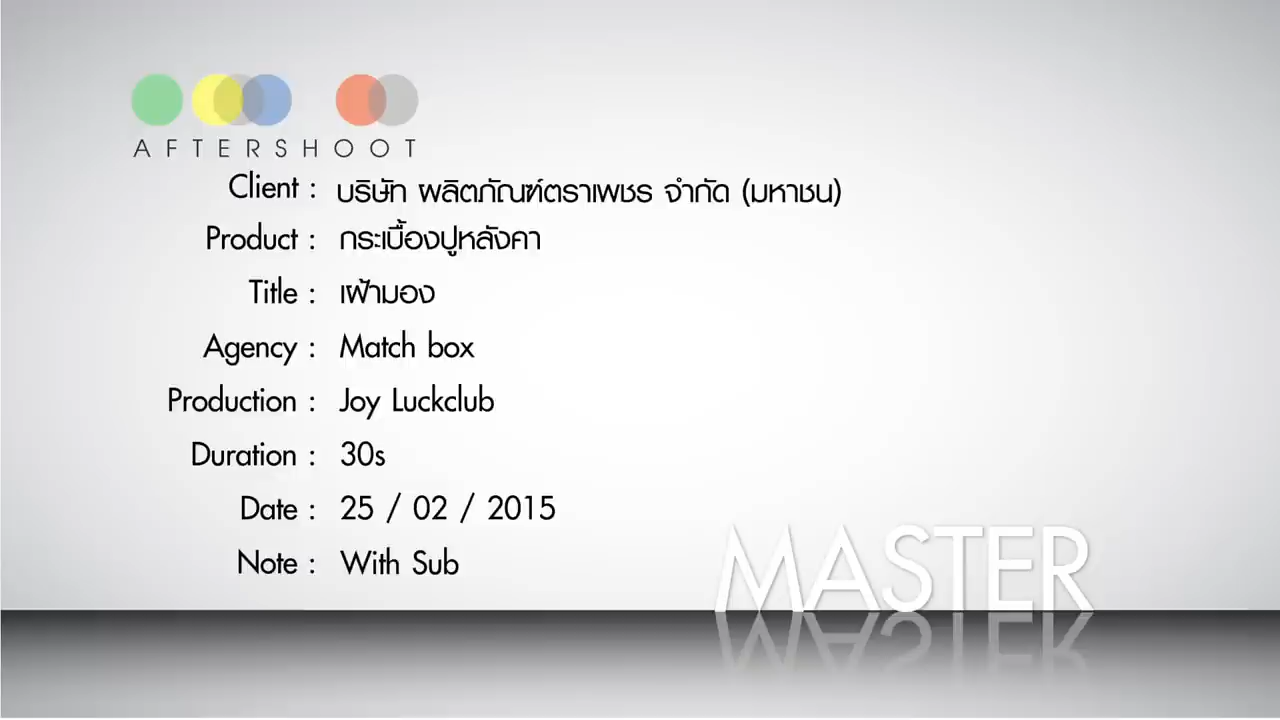 AFTERSHOOT
Client : บริษัท ผลิตภัณฑ์ตราเพชร จำกัด (มหาชน)
Product : กระเบื้องปูหลังคา
Title : เฝ้ามอง
Agency : Match box
Production : Joy Luckclub
Duration : 30s
Date : 25 / 02 / 2015
Note : With Sub
MASTER